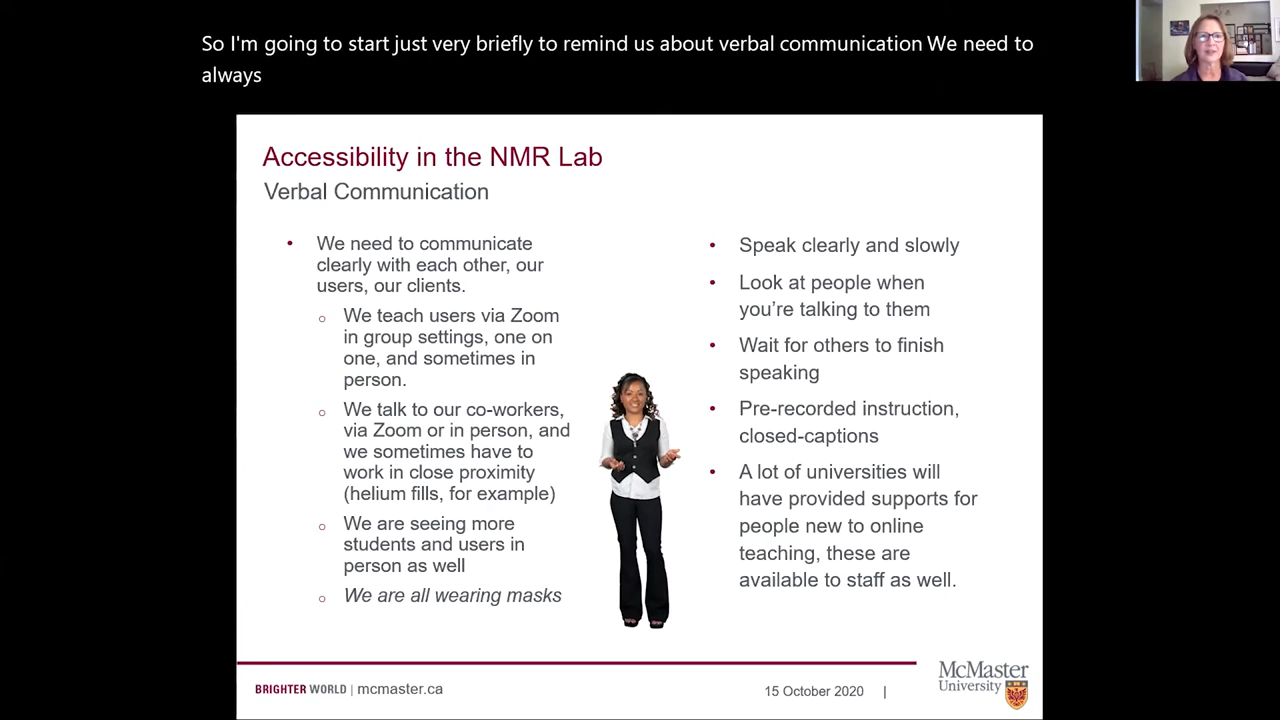 So I'm going to start just very briefly to remind us about verbal communication We need to
always
Accessibility in the NMR Lab
Verbal Communication
• We need to communicate
clearly with each other, our
users, our clients.
o We teach users via Zoom
in group settings, one on
one, and sometimes in
person.
o We talk to our co-workers,
via Zoom or in person, and
we sometimes have to
work in close proximity
(helium fills, for example)
o We are seeing more
students and users in
person as well
o We are all wearing masks
• Speak clearly and slowly
• Look at people when
you're talking to them
• Wait for others to finish
speaking
• Pre-recorded instruction,
closed-captions
• A lot of universities will
have provided supports for
people new to online
teaching, these are
available to staff as well.
BRIGHTER WORLD | mcmaster.ca
15 October 2020 |
McMaster
University